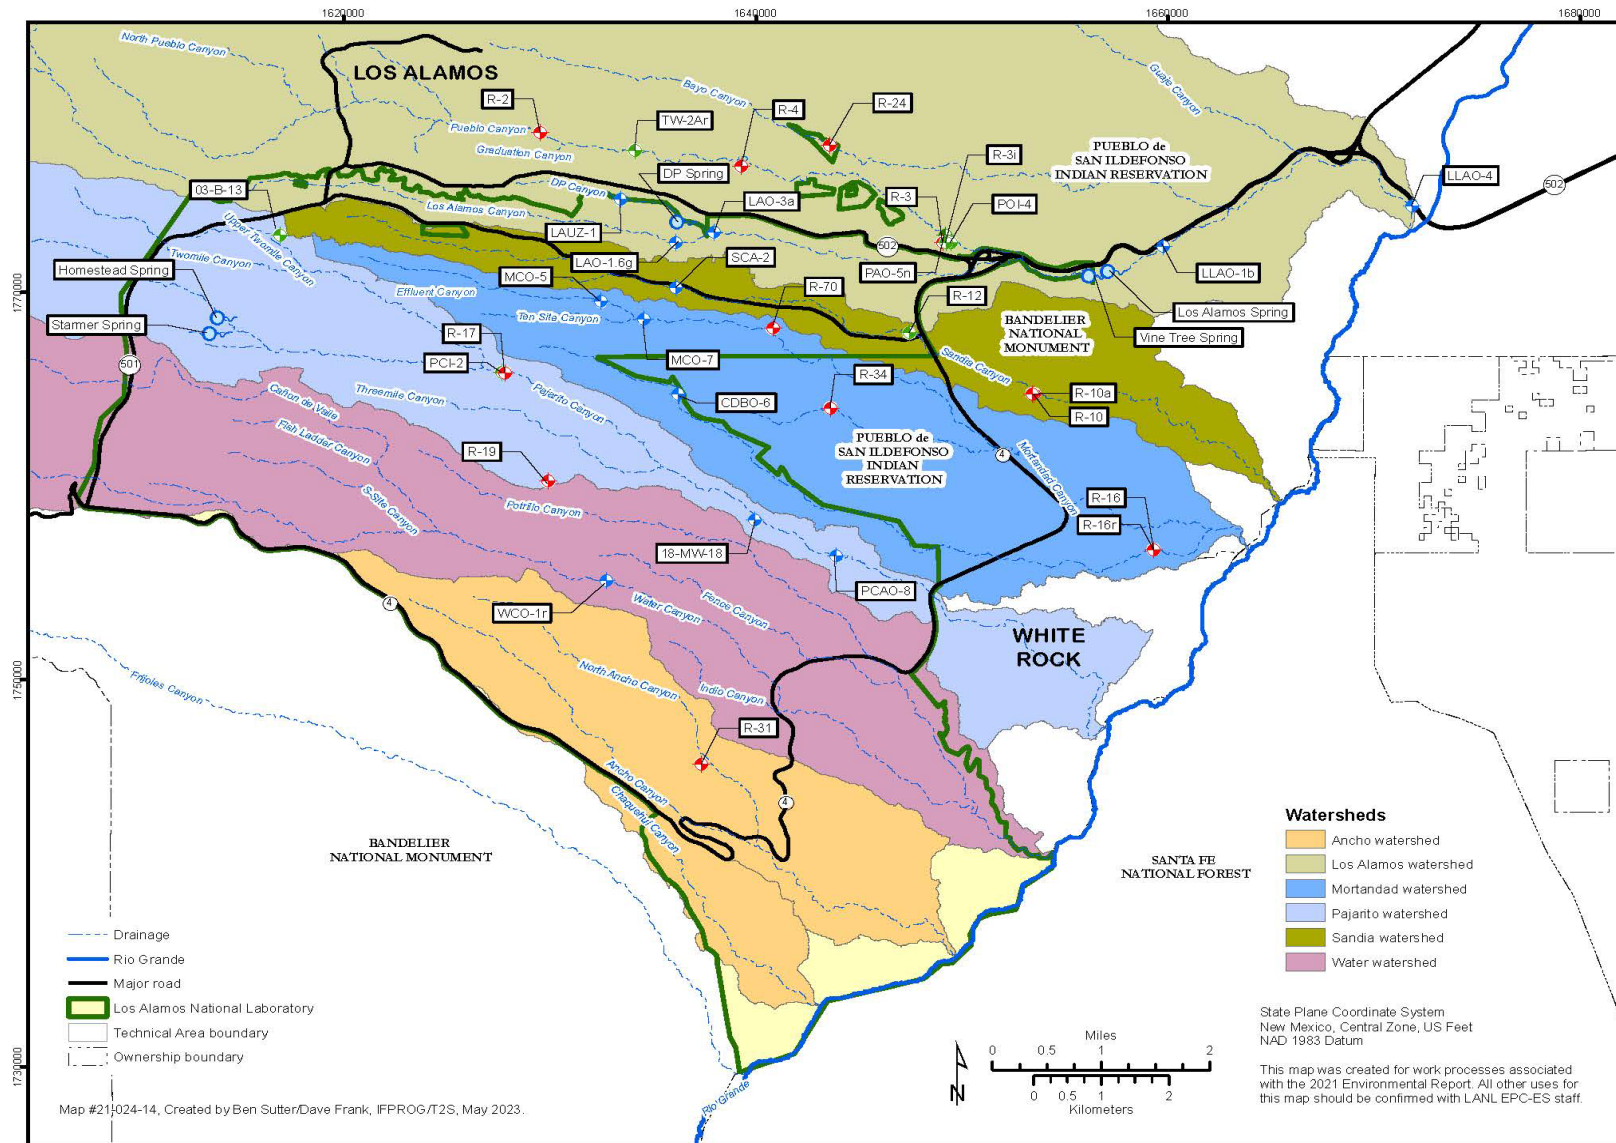 1620000
1640000
1660000
1680000
North Pueblo Canyon
LOS ALAMOS
Bayo Canyon
Guaje Canyon
R-2
R-4
R-24
TW-2Ar
Pueblo Canyon
Graduation Canyon
R-3i
PUEBLO de
SAN ILDEFONSO
INDIAN RESERVATION
DP Spring
LLAO-4
502
03-B-13
DP Canyon
R-3
LAO-3a
POI-4
Los Alamos Canyon
Upper Twomile Canyon
LAUZ-1
502
Twomile Canyon
LAO-1.6g
SCA-2
PAO-5n
LLAO-1b
Homestead Spring
MCO-5
Effluent Canyon
R-70
R-12
1770000
Ten Site Canyon
Los Alamos Spring
Starmer Spring
R-17
BANDELIER
NATIONAL
MONUMENT
Vine Tree Spring
501
PCI-2
MCO-7
Sandia Canyon
R-34
Cañon de Valle
Threemile Canyon
Pajarito Canyon
CDBO-6
R-10a
R-10
Fish Ladder Canyon
PUEBLO de
SAN ILDEFONSO
INDIAN
RESERVATION
R-19
4
Mortandad Canyon
S-Site Canyon
Potrillo Canyon
R-16
R-16r
18-MW-18
4
WCO-1r
Water Canyon
Fence Canyon
PCAO-8
WHITE
ROCK
1750000
Frijoles Canyon
North Ancho Canyon
Indio Canyon
R-31
Ancho Canyon
Chaquehui Canyon
4
BANDELIER
NATIONAL MONUMENT
SANTA FE
NATIONAL FOREST
Watersheds
Ancho watershed
Los Alamos watershed
Mortandad watershed
Pajarito watershed
Sandia watershed
Water watershed
Drainage
Rio Grande
Major road
Los Alamos National Laboratory
Technical Area boundary
Ownership boundary
State Plane Coordinate System
New Mexico, Central Zone, US Feet
NAD 1983 Datum
Miles
0 0.5 1 2
0 0.5 1 2
Kilometers
N
1730000
Rio Grande
This map was created for work processes associated
with the 2021 Environmental Report. All other uses for
this map should be confirmed with LANL EPC-ES staff.
Map #21-024-14, Created by Ben Sutter/Dave Frank, IFPROG/T2S, May 2023.